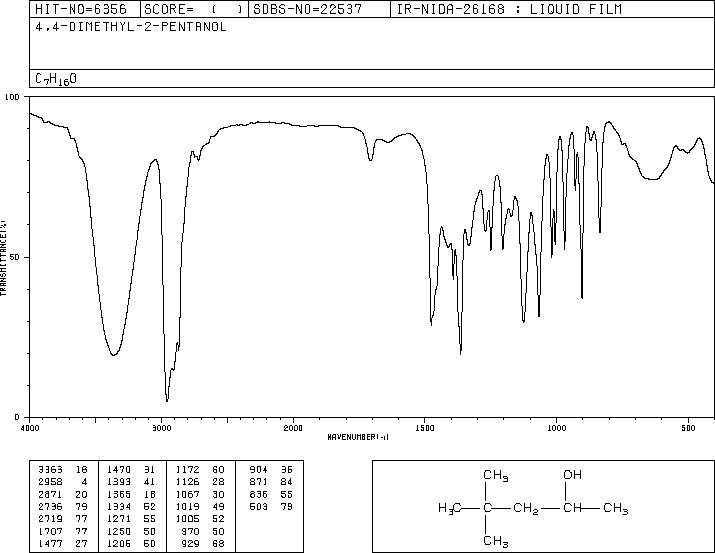 HIT-NO=6356 SCORE= ( ) SDBS-NO=22537 IR-NIDA-26168 : LIQUID FILM
4,4-DIMETHYL-2-PENTANOL
C7H16O
100
50
0
TRANSMITTANCE(%)
4000 3000 2000 1500 1000 500
WAVENUMBER(-1)
3363 18 1470 31 1172 60 904 35
2958 4 1393 41 1126 28 871 84
2871 20 1365 18 1067 30 836 55
2736 79 1334 52 1019 49 503 79
2719 77 1271 55 1005 52
1707 77 1250 50 970 50
1477 27 1206 50 929 68
CH3 OH
H3C—C—CH2—CH—CH3
CH3